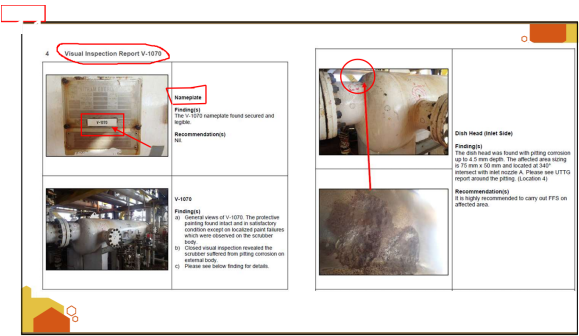 4 Visual Inspection Report V-1070
Nameplate
Finding(s)
The V-1070 nameplate found secured and
legible.
Recommendation(s)
Nil.
V-1070
Finding(s)
a) General views of V-1070. The protective
painting found intact and in satisfactory
condition except on localized paint failures
which were observed on the scrubber
body.
b) Closed visual inspection revealed the
scrubber suffered from pitting corrosion on
external body.
c) Please see below finding for details.
Dish Head (Inlet Side)
Finding(s)
The dish head was found with pitting corrosion
up to 4.5 mm depth. The affected area sizing
is 75 mm x 50 mm and located at 340°
intersect with inlet nozzle A. Please see UTTG
report around the pitting. (Location 4)
Recommendation(s)
It is highly recommended to carry out FFS on
affected area.